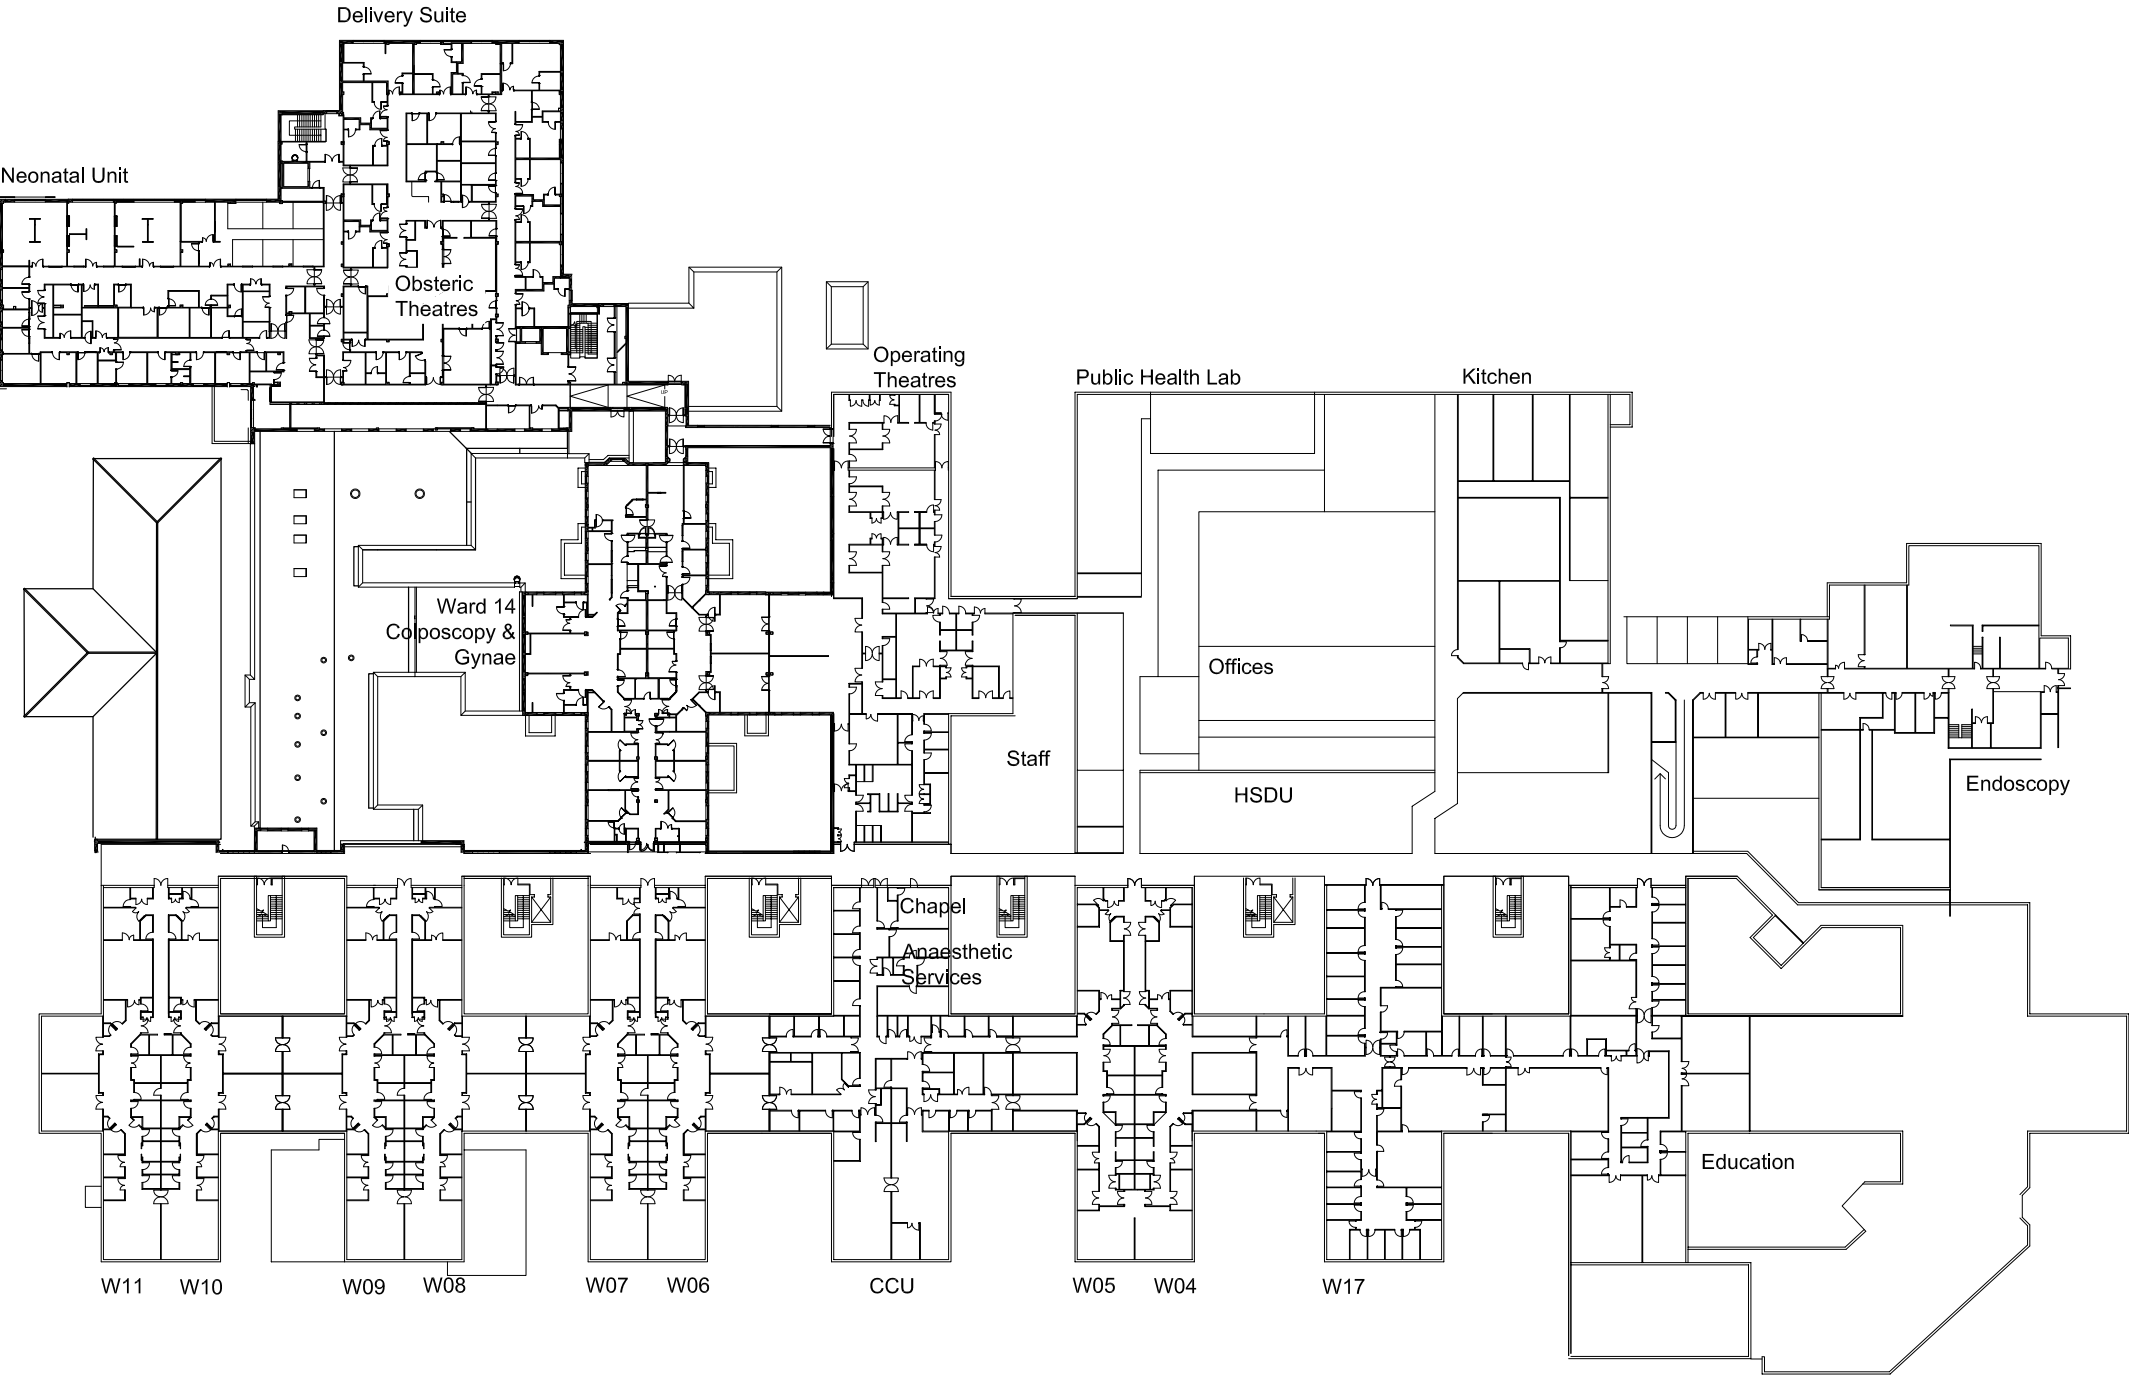 Delivery Suite
Neonatal Unit
Obsteric
Theatres
UP
Operating
Theatres
Public Health Lab
Kitchen
Ward 14
Colposcopy &
Gynae
Offices
Staff
HSDU
Endoscopy
Chapel
Anaesthetic
Services
Education
W11
W10
W09
W08
W07
W06
CCU
W05
W04
W17